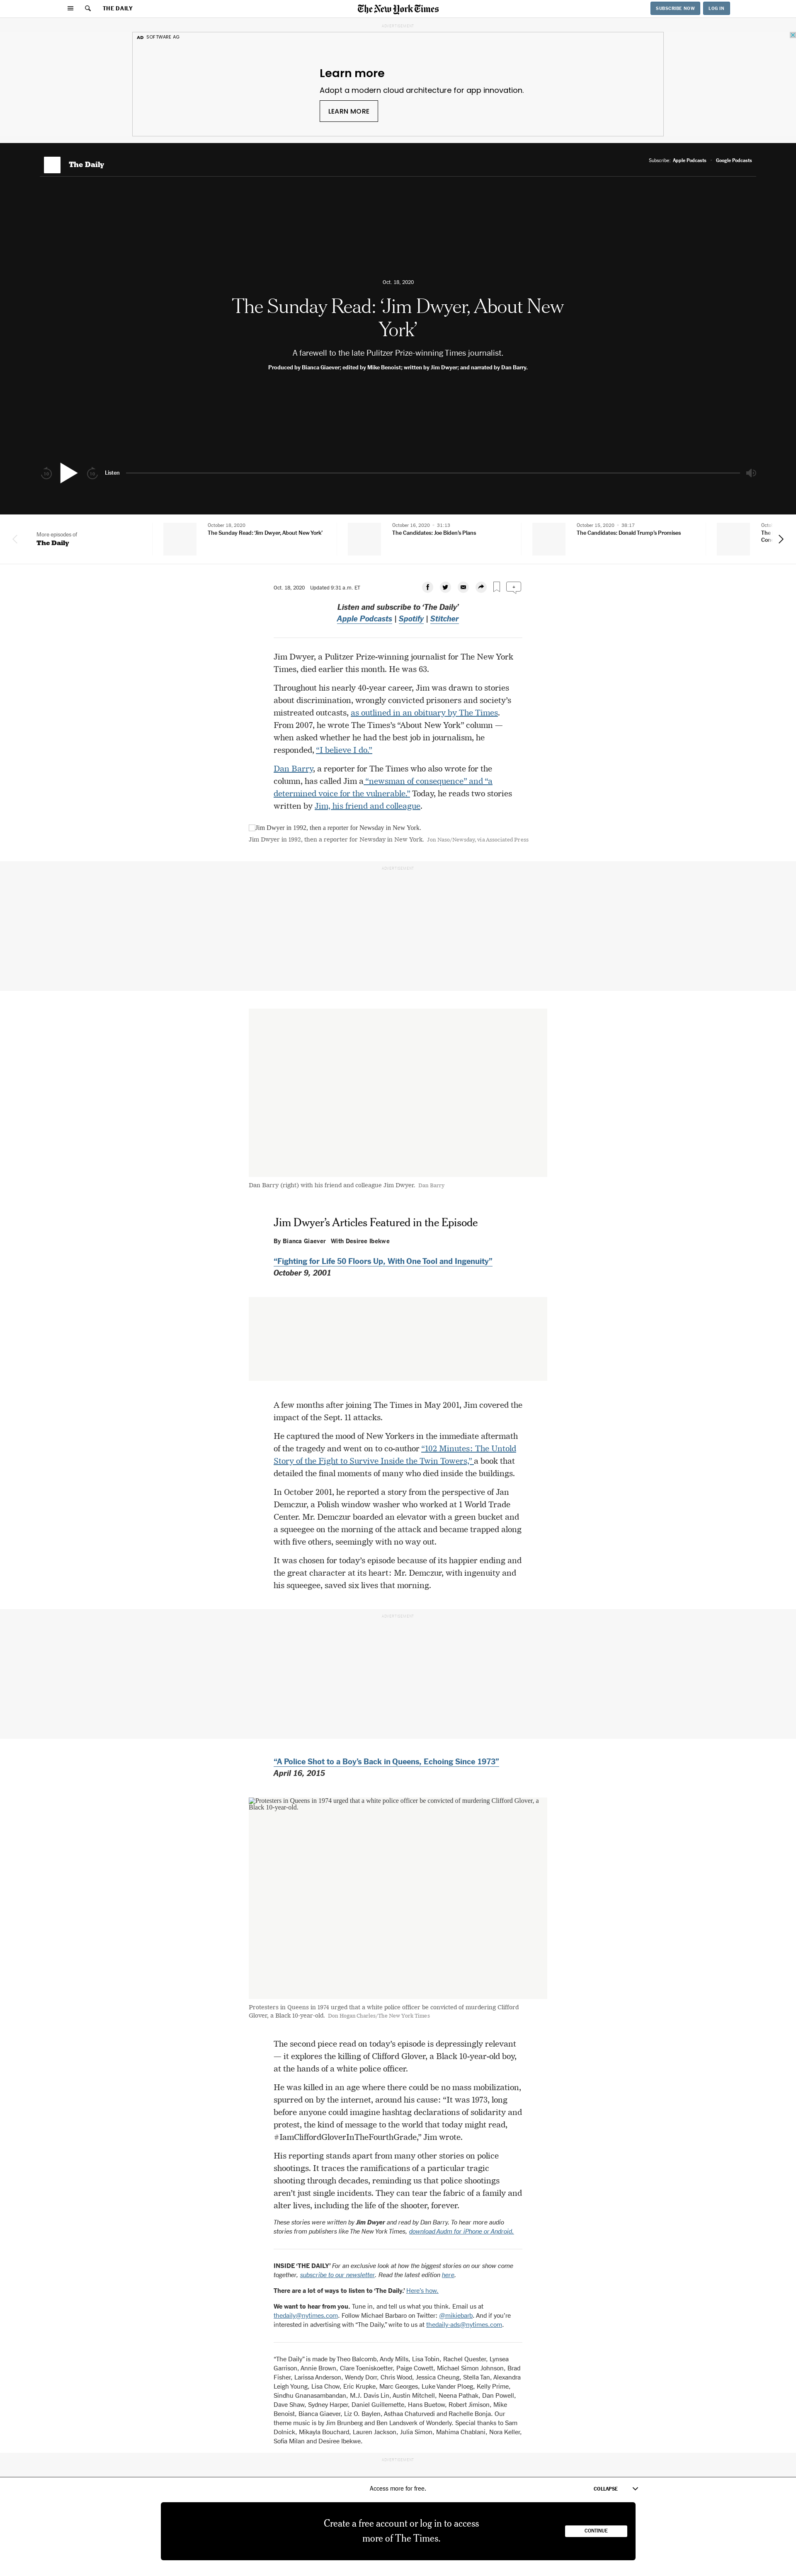 THE DAILY
The New York Times
SUBSCRIBE NOW
LOG IN
ADVERTISEMENT
AD SOFTWARE AG
Learn more
Adopt a modern cloud architecture for app innovation.
LEARN MORE
The Daily
Subscribe: Apple Podcasts · Google Podcasts
Oct. 18, 2020
The Sunday Read: ‘Jim Dwyer, About New
York’
A farewell to the late Pulitzer Prize-winning Times journalist.
Produced by Bianca Giaever; edited by Mike Benoist; written by Jim Dwyer; and narrated by Dan Barry.
Listen
More episodes of
The Daily
October 18, 2020
The Sunday Read: ‘Jim Dwyer, About New York’
October 16, 2020 · 31:15
The Candidates: Joe Biden’s Plans
October 15, 2020 · 38:17
The Candidates: Donald Trump’s Promises
Oct. 18, 2020 Updated 9:31 a.m. ET
Listen and subscribe to ‘The Daily’
Apple Podcasts | Spotify | Stitcher
Jim Dwyer, a Pulitzer Prize-winning journalist for The New York
Times, died earlier this month. He was 63.
Throughout his nearly 40-year career, Jim was drawn to stories
about discrimination, wrongly convicted prisoners and society’s
mistreated outcasts, as outlined in an obituary by The Times.
From 2007, he wrote The Times’s “About New York” column —
when asked whether he had the best job in journalism, he
responded, “I believe I do.”
Dan Barry, a reporter for The Times who also wrote for the
column, has called Jim a “newsman of consequence” and “a
determined voice for the vulnerable.” Today, he reads two stories
written by Jim, his friend and colleague.
Jim Dwyer in 1992, then a reporter for Newsday in New York.
Jim Dwyer in 1992, then a reporter for Newsday in New York. Jon Naso/Newsday, via Associated Press
ADVERTISEMENT
Dan Barry (right) with his friend and colleague Jim Dwyer. Dan Barry
Jim Dwyer’s Articles Featured in the Episode
By Bianca Giaever With Desiree Ibekwe
“Fighting for Life 50 Floors Up, With One Tool and Ingenuity”
October 9, 2001
A few months after joining The Times in May 2001, Jim covered the
impact of the Sept. 11 attacks.
He captured the mood of New Yorkers in the immediate aftermath
of the tragedy and went on to co-author “102 Minutes: The Untold
Story of the Fight to Survive Inside the Twin Towers,” a book that
detailed the final moments of many who died inside the buildings.
In October 2001, he reported a story from the perspective of Jan
Demczur, a Polish window washer who worked at 1 World Trade
Center. Mr. Demczur boarded an elevator with a green bucket and
a squeegee on the morning of the attack and became trapped along
with five others, seemingly with no way out.
It was chosen for today’s episode because of its happier ending and
the great character at its heart: Mr. Demczur, with ingenuity and
his squeegee, saved six lives that morning.
ADVERTISEMENT
“A Police Shot to a Boy’s Back in Queens, Echoing Since 1973”
April 16, 2015
Protesters in Queens in 1974 urged that a white police officer be convicted of murdering Clifford Glover, a
Black 10-year-old.
Protesters in Queens in 1974 urged that a white police officer be convicted of murdering Clifford
Glover, a Black 10-year-old. Don Hogan Charles/The New York Times
The second piece read on today’s episode is depressingly relevant
— it explores the killing of Clifford Glover, a Black 10-year-old boy,
at the hands of a white police officer.
He was killed in an age where there could be no mass mobilization,
spurred on by the internet, around his cause: “It was 1973, long
before anyone could imagine hashtag declarations of solidarity and
protest, the kind of message to the world that today might read,
#IamCliffordGloverInTheFourthGrade,” Jim wrote.
His reporting stands apart from many other stories on police
shootings. It traces the ramifications of a particular tragic
shooting through decades, reminding us that police shootings
aren’t just single incidents. They can tear the fabric of a family and
alter lives, including the life of the shooter, forever.
These stories were written by Jim Dwyer and read by Dan Barry. To hear more audio
stories from publishers like The New York Times, download Audm for iPhone or Android.
INSIDE ‘THE DAILY’ For an exclusive look at how the biggest stories on our show come
together, subscribe to our newsletter. Read the latest edition here.
There are a lot of ways to listen to ‘The Daily.’ Here’s how.
We want to hear from you. Tune in, and tell us what you think. Email us at
thedaily@nytimes.com. Follow Michael Barbaro on Twitter: @mikiebarb. And if you’re
interested in advertising with “The Daily,” write to us at thedaily-ads@nytimes.com.
“The Daily” is made by Theo Balcomb, Andy Mills, Lisa Tobin, Rachel Quester, Lynsea
Garrison, Annie Brown, Clare Toeniskoetter, Paige Cowett, Michael Simon Johnson, Brad
Fisher, Larissa Anderson, Wendy Dorr, Chris Wood, Jessica Cheung, Stella Tan, Alexandra
Leigh Young, Lisa Chow, Eric Krupke, Marc Georges, Luke Vander Ploeg, Kelly Prime,
Sindhu Gnanasambandan, M.J. Davis Lin, Austin Mitchell, Neena Pathak, Dan Powell,
Dave Shaw, Sydney Harper, Daniel Guillemette, Hans Buetow, Robert Jimison, Mike
Benoist, Bianca Giaever, Liz O. Baylen, Asthaa Chaturvedi and Rachelle Bonja. Our
theme music is by Jim Brunberg and Ben Landsverk of Wonderly. Special thanks to Sam
Dolnick, Mikayla Bouchard, Lauren Jackson, Julia Simon, Mahima Chablani, Nora Keller,
Sofia Milan and Desiree Ibekwe.
ADVERTISEMENT
Access more for free.
COLLAPSE
Create a free account or log in to access
more of The Times.
CONTINUE